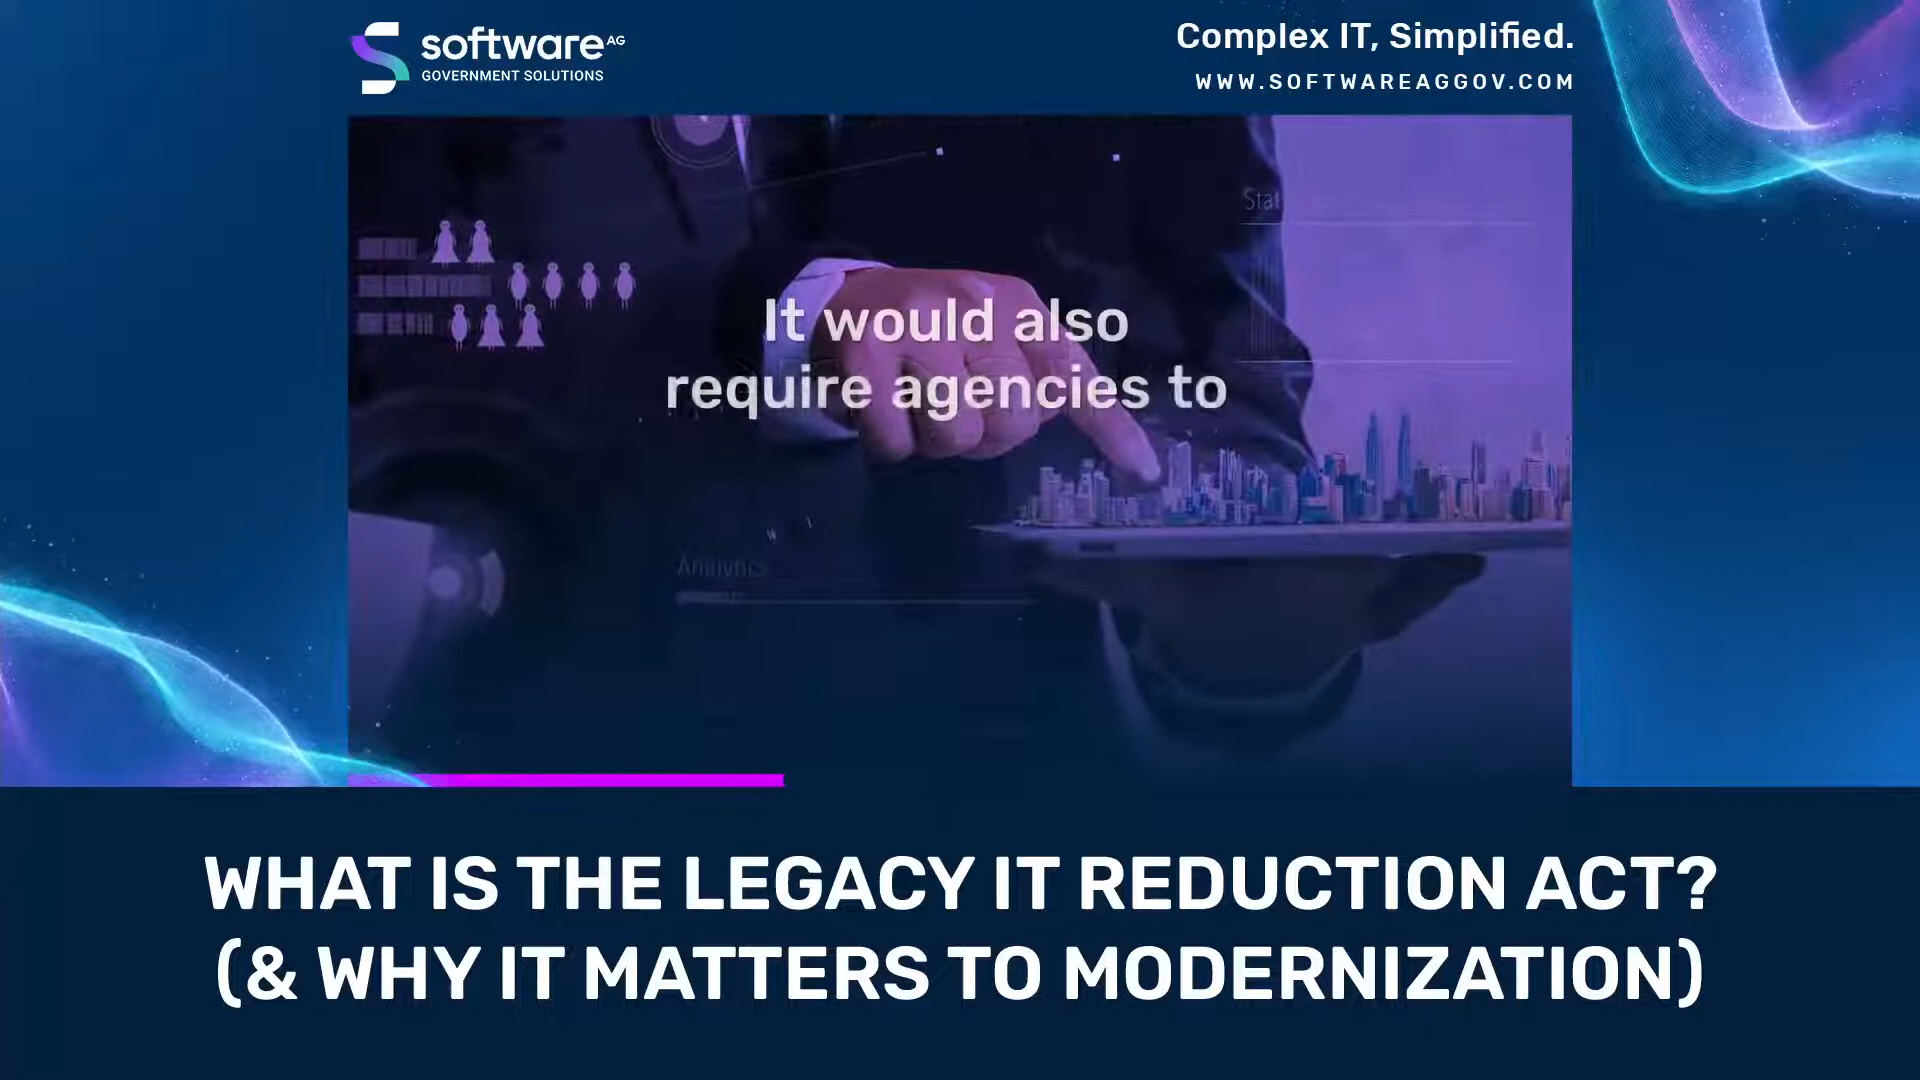 software AG
GOVERNMENT SOLUTIONS
Complex IT, Simplified.
WWW.SOFTWAREAGGOV.COM
It would also
require agencies to
Analytics
WHAT IS THE LEGACY IT REDUCTION ACT?
(& WHY IT MATTERS TO MODERNIZATION)